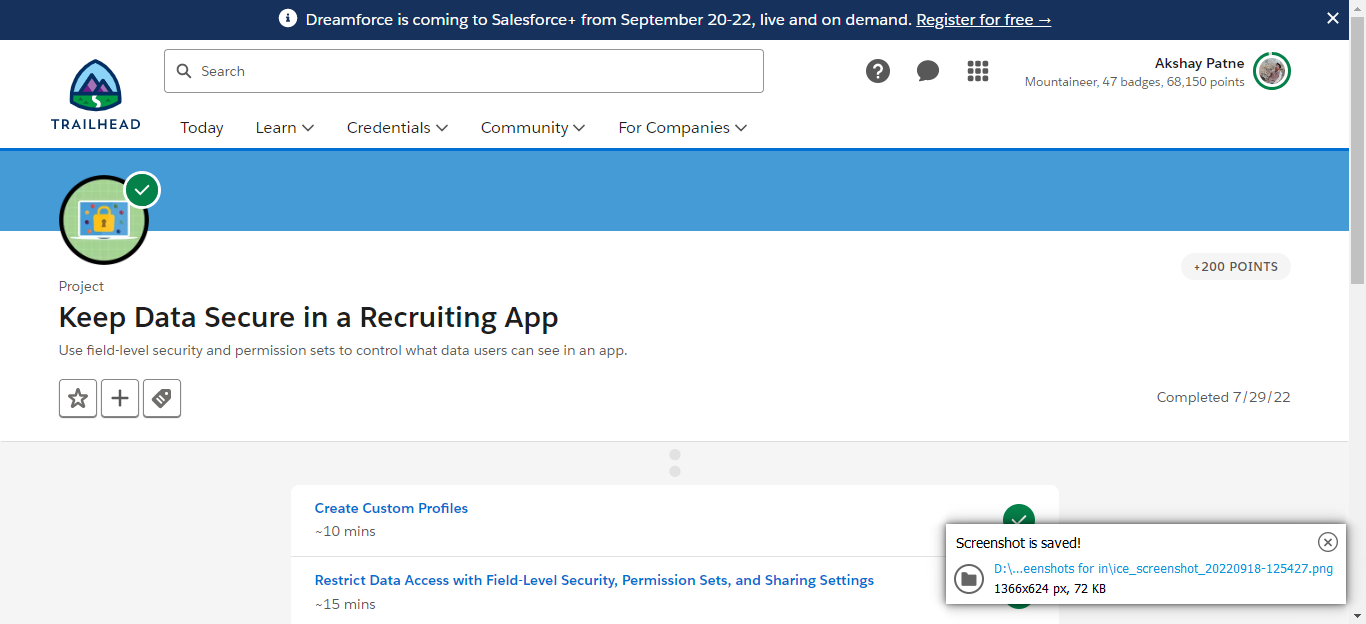 Dreamforce is coming to Salesforce+ from September 20-22, live and on demand. Register for free →
Search
Akshay Patne
Mountaineer, 47 badges, 68,150 points
TRAILHEAD
Today Learn Credentials Community For Companies
+200 POINTS
Project
Keep Data Secure in a Recruiting App
Use field-level security and permission sets to control what data users can see in an app.
Completed 7/29/22
Create Custom Profiles
~10 mins
Restrict Data Access with Field-Level Security, Permission Sets, and Sharing Settings
~15 mins
Screenshot is saved!
D:\...eenshots for in\ice_screenshot_20220918-125427.png
1366x624 px, 72 KB